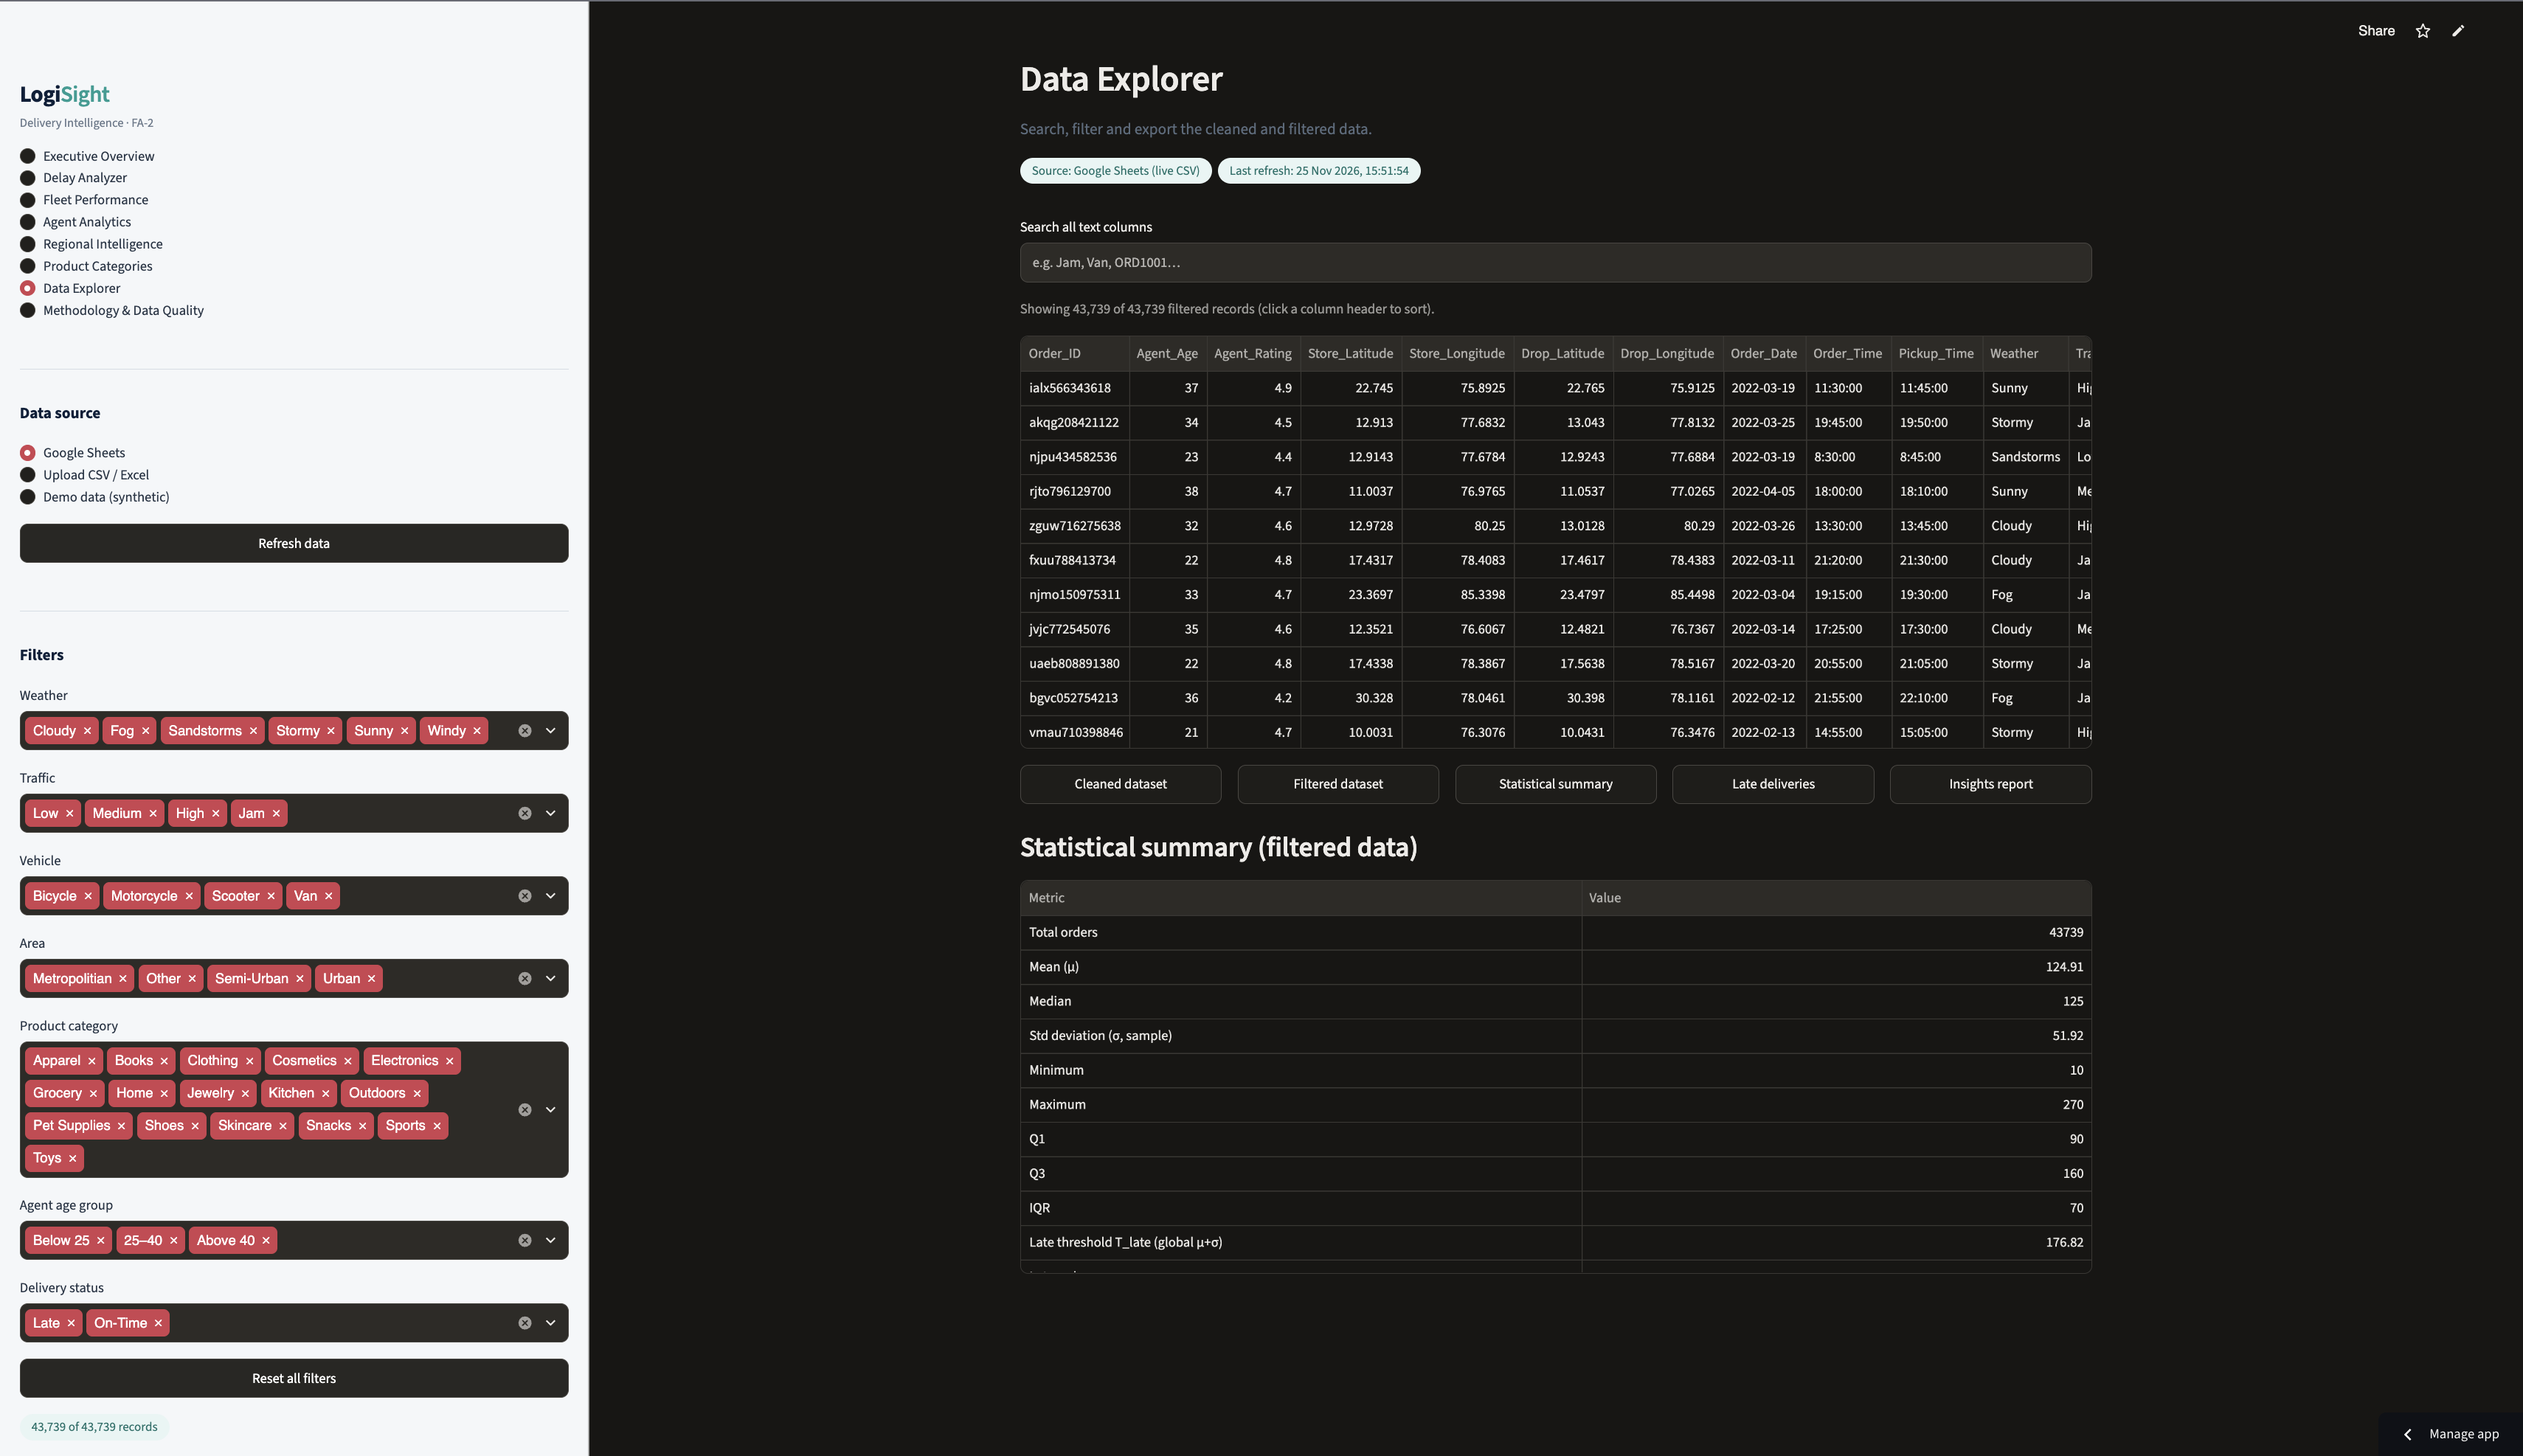 LogiSight
Delivery Intelligence · FA-2
Executive Overview
Delay Analyzer
Fleet Performance
Agent Analytics
Regional Intelligence
Product Categories
Data Explorer
Methodology & Data Quality
Data source
Google Sheets
Upload CSV / Excel
Demo data (synthetic)
Refresh data
Filters
Weather
Cloudy × Fog × Sandstorms × Stormy × Sunny × Windy ×
Traffic
Low × Medium × High × Jam ×
Vehicle
Bicycle × Motorcycle × Scooter × Van ×
Area
Metropolitian × Other × Semi-Urban × Urban ×
Product category
Apparel × Books × Clothing × Cosmetics × Electronics ×
Grocery × Home × Jewelry × Kitchen × Outdoors ×
Pet Supplies × Shoes × Skincare × Snacks × Sports ×
Toys ×
Agent age group
Below 25 × 25–40 × Above 40 ×
Delivery status
Late × On-Time ×
Reset all filters
43,739 of 43,739 records
Share
Data Explorer
Search, filter and export the cleaned and filtered data.
Source: Google Sheets (live CSV) Last refresh: 25 Nov 2026, 15:51:54
Search all text columns
e.g. Jam, Van, ORD1001…
Showing 43,739 of 43,739 filtered records (click a column header to sort).
Order_ID Agent_Age Agent_Rating Store_Latitude Store_Longitude Drop_Latitude Drop_Longitude Order_Date Order_Time Pickup_Time Weather Tra
ialx566343618 37 4.9 22.745 75.8925 22.765 75.9125 2022-03-19 11:30:00 11:45:00 Sunny Hig
akqg208421122 34 4.5 12.913 77.6832 13.043 77.8132 2022-03-25 19:45:00 19:50:00 Stormy Ja
njpu434582536 23 4.4 12.9143 77.6784 12.9243 77.6884 2022-03-19 8:30:00 8:45:00 Sandstorms Lo
rjto796129700 38 4.7 11.0037 76.9765 11.0537 77.0265 2022-04-05 18:00:00 18:10:00 Sunny Me
zguw716275638 32 4.6 12.9728 80.25 13.0128 80.29 2022-03-26 13:30:00 13:45:00 Cloudy Hig
fxuu788413734 22 4.8 17.4317 78.4083 17.4617 78.4383 2022-03-11 21:20:00 21:30:00 Cloudy Ja
njmo150975311 33 4.7 23.3697 85.3398 23.4797 85.4498 2022-03-04 19:15:00 19:30:00 Fog Ja
jvjc772545076 35 4.6 12.3521 76.6067 12.4821 76.7367 2022-03-14 17:25:00 17:30:00 Cloudy Me
uaeb808891380 22 4.8 17.4338 78.3867 17.5638 78.5167 2022-03-20 20:55:00 21:05:00 Stormy Ja
bgvc052754213 36 4.2 30.328 78.0461 30.398 78.1161 2022-02-12 21:55:00 22:10:00 Fog Ja
vmau710398846 21 4.7 10.0031 76.3076 10.0431 76.3476 2022-02-13 14:55:00 15:05:00 Stormy Hig
Cleaned dataset Filtered dataset Statistical summary Late deliveries Insights report
Statistical summary (filtered data)
Metric Value
Total orders 43739
Mean (μ) 124.91
Median 125
Std deviation (σ, sample) 51.92
Minimum 10
Maximum 270
Q1 90
Q3 160
IQR 70
Late threshold T_late (global μ+σ) 176.82
Manage app